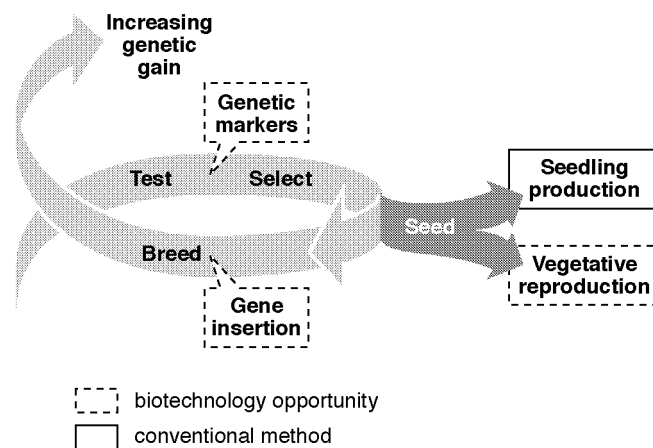 Increasing
genetic
gain
Genetic
markers
Test
Select
Seedling
production
Seed
Breed
Vegetative
reproduction
Gene
insertion
biotechnology opportunity
conventional method